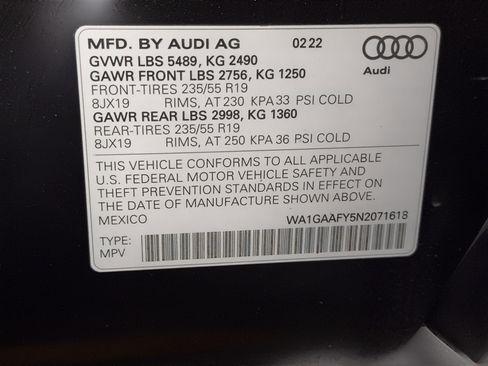 MFD. BY AUDI AG 02 22
GVWR LBS 5489, KG 2490
GAWR FRONT LBS 2756, KG 1250
FRONT-TIRES 235/55 R19
8JX19 RIMS, AT 230 KPA 33 PSI COLD
GAWR REAR LBS 2998, KG 1360
REAR-TIRES 235/55 R19
8JX19 RIMS, AT 250 KPA 36 PSI COLD
Audi
THIS VEHICLE CONFORMS TO ALL APPLICABLE
U.S. FEDERAL MOTOR VEHICLE SAFETY AND
THEFT PREVENTION STANDARDS IN EFFECT ON
THE DATE OF MANUFACTURE SHOWN ABOVE.
MEXICO WA1GAAFY5N2071618
TYPE:
MPV